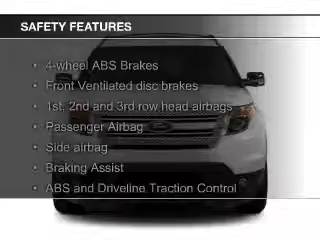 SAFETY FEATURES
• 4-wheel ABS Brakes
• Front Ventilated disc brakes
• 1st, 2nd and 3rd row head airbags
• Passenger Airbag
• Side airbag
• Braking Assist
• ABS and Driveline Traction Control